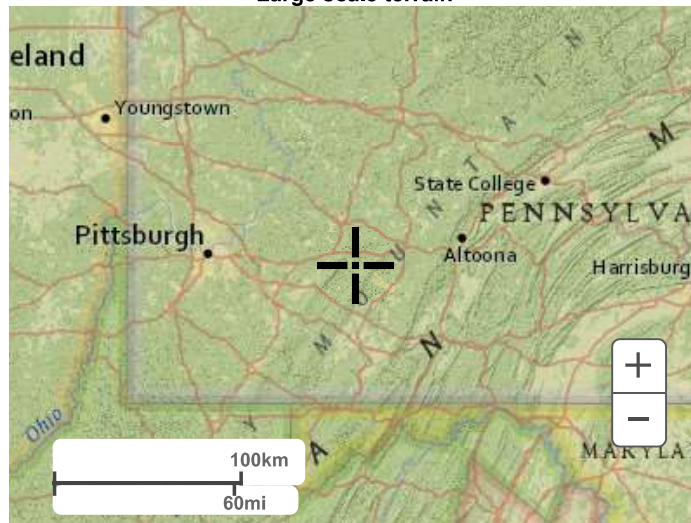 Large scale terrain
eland
on
Youngstown
State College
PENNSYLVA
Pittsburgh
Altoona
Harrisburg
M O U N T A I N
A N M
Y
Ohio
MARYLA
100km
60mi
+
−